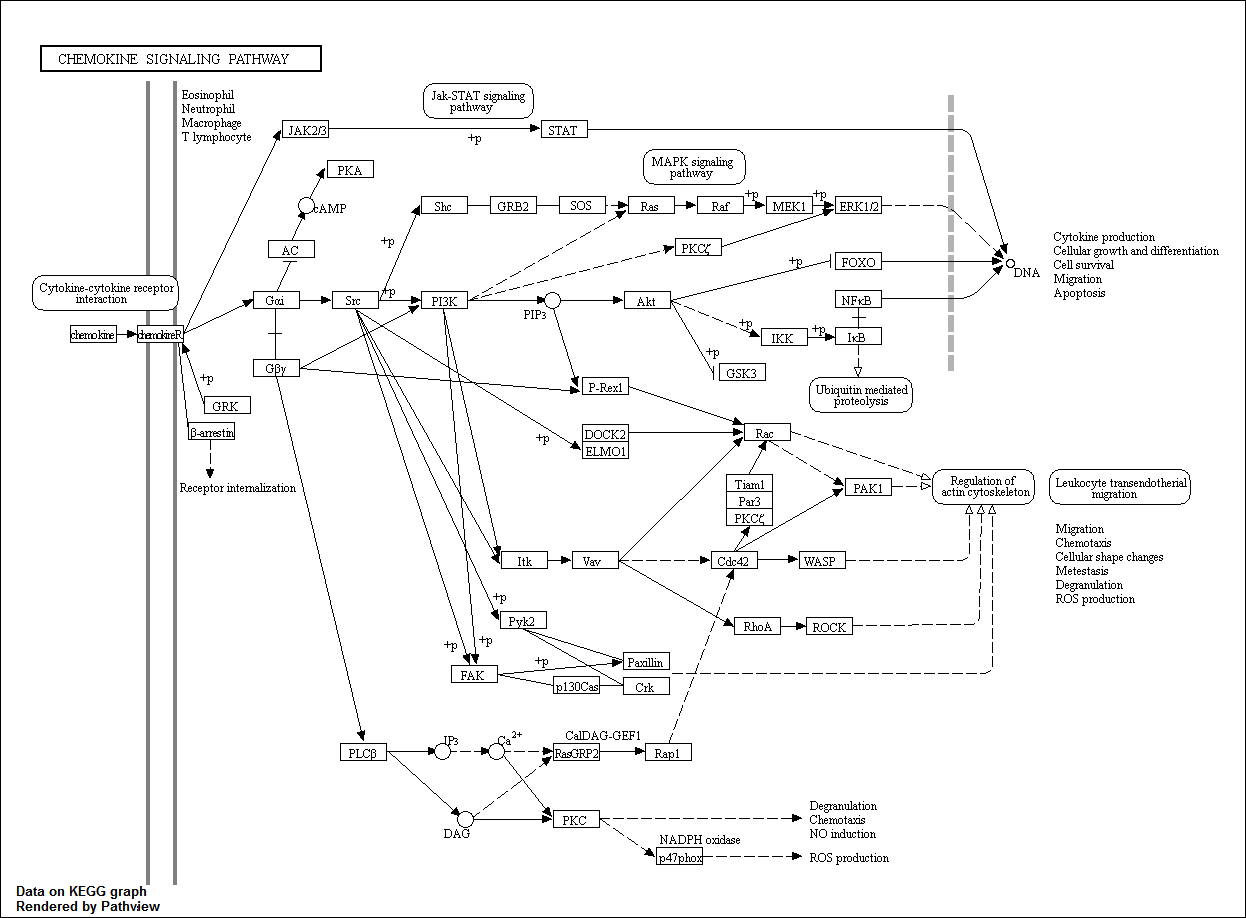 CHEMOKINE SIGNALING PATHWAY
Eosinophil
Neutrophil
Macrophage
T lymphocyte
Jak-STAT signaling
pathway
JAK2/3
+p
STAT
PKA
cAMP
AC
MAPK signaling
pathway
Shc
GRB2
SOS
Ras
Raf
+p
MEK1
+p
ERK1/2
+p
PKCζ
Cytokine-cytokine receptor
interaction
chemokine
chemokineR
Gαi
Src
+p
PI3K
PIP3
Akt
+p
FOXO
NFκB
+p
IKK
+p
IκB
+p
GSK3
DNA
Cytokine production
Cellular growth and differentiation
Cell survival
Migration
Apoptosis
Gβγ
+p
GRK
β-arrestin
Receptor internalization
P-Rex1
Ubiquitin mediated
proteolysis
+p
DOCK2
ELMO1
Rac
Tiam1
Par3
PKCζ
PAK1
Regulation of
actin cytoskeleton
Leukocyte transendotherial
migration
Migration
Chemotaxis
Cellular shape changes
Metestasis
Degranulation
ROS production
Itk
Vav
Cdc42
WASP
+p
Pyk2
RhoA
ROCK
+p
+p
FAK
+p
Paxillin
p130Cas
Crk
PLCβ
IP3
Ca2+
CalDAG-GEF1
RasGRP2
Rap1
DAG
PKC
Degranulation
Chemotaxis
NO induction
NADPH oxidase
p47phox
ROS production
Data on KEGG graph
Rendered by Pathview